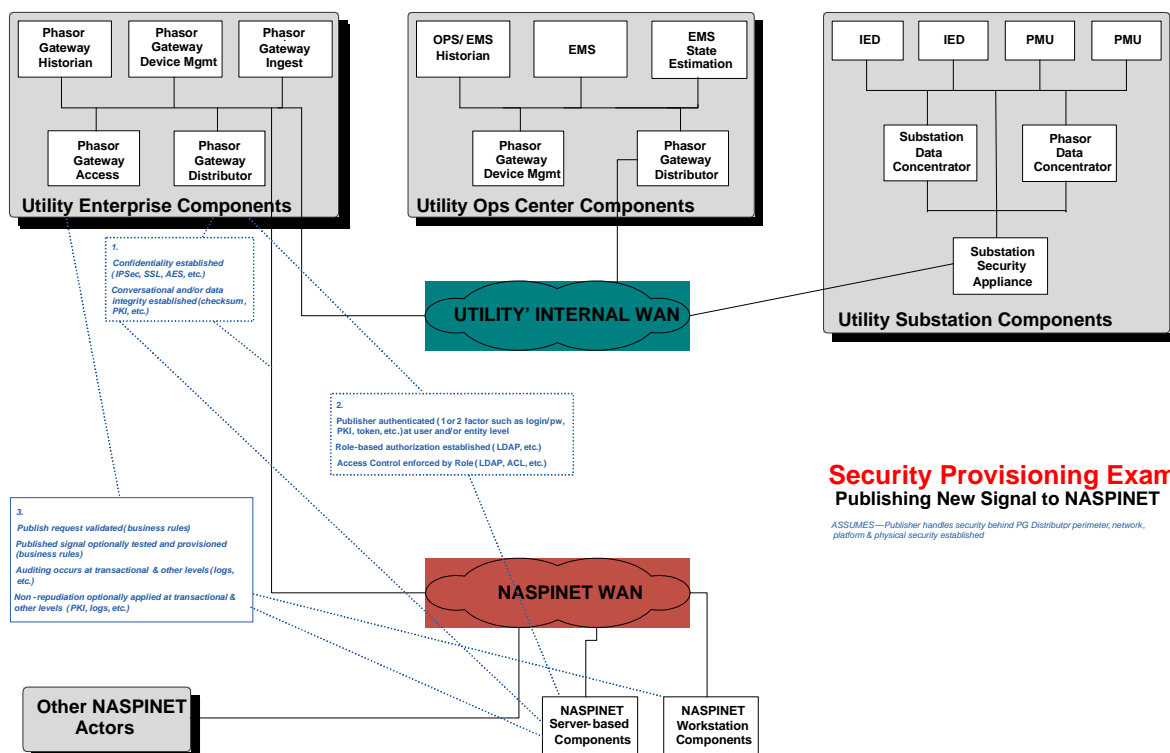 Phasor
Gateway
Historian
Phasor
Gateway
Device Mgmt
Phasor
Gateway
Ingest
Phasor
Gateway
Access
Phasor
Gateway
Distributor
Utility Enterprise Components
OPS/ EMS
Historian
EMS
EMS
State
Estimation
Phasor
Gateway
Device Mgmt
Phasor
Gateway
Distributor
Utility Ops Center Components
IED
IED
PMU
PMU
Substation
Data
Concentrator
Phasor
Data
Concentrator
Substation
Security
Appliance
Utility Substation Components
1.
Confidentiality established
(IPSec, SSL, AES, etc.)
Conversational and/or data
integrity established (checksum,
PKI, etc.)
UTILITY' INTERNAL WAN
2.
Publisher authenticated (1 or 2 factor such as login/pw,
PKI, token, etc.) at user and/or entity level
Role-based authorization established (LDAP, etc.)
Access Control enforced by Role (LDAP, ACL, etc.)
Security Provisioning Exam
Publishing New Signal to NASPINET
ASSUMES—Publisher handles security behind PG Distributor perimeter, network,
platform & physical security established
3.
Publish request validated (business rules)
Published signal optionally tested and provisioned
(business rules)
Auditing occurs at transactional & other levels (logs,
etc.)
Non-repudiation optionally applied at transactional &
other levels (PKI, logs, etc.)
NASPINET WAN
Other NASPINET
Actors
NASPINET
Server-based
Components
NASPINET
Workstation
Components